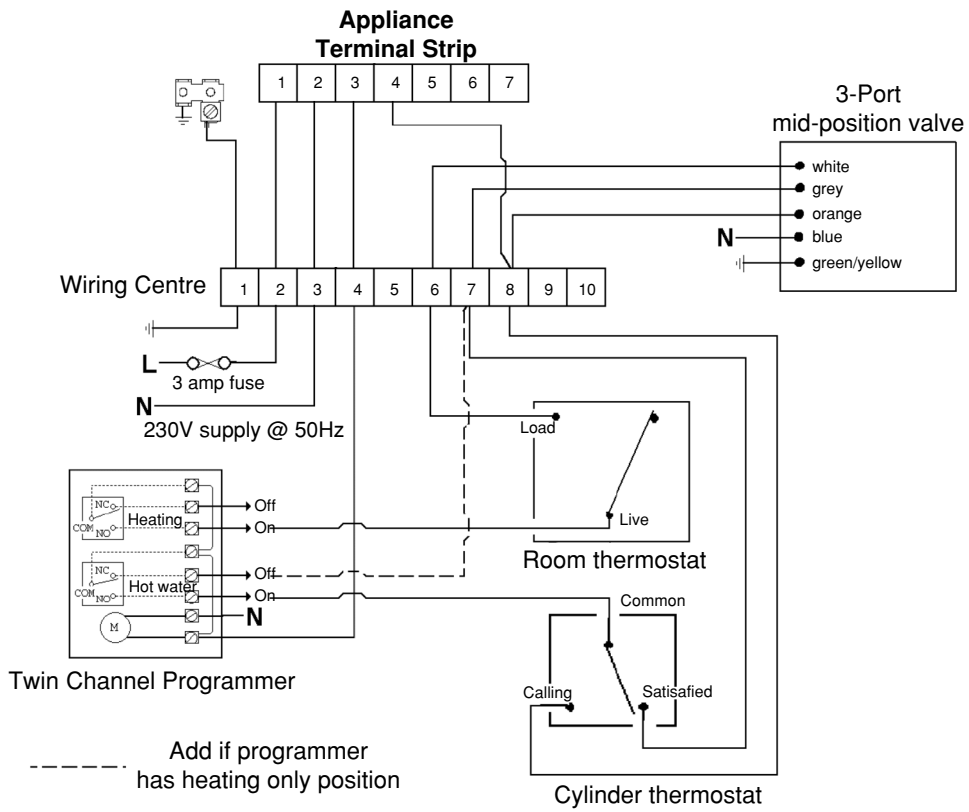 Appliance
Terminal Strip
1 2 3 4 5 6 7
3-Port
mid-position valve
white
grey
orange
N blue
green/yellow
Wiring Centre 1 2 3 4 5 6 7 8 9 10
L
3 amp fuse
N
230V supply @ 50Hz
Load
Live
Room thermostat
NC Heating Off
COM NO On
NC Hot water Off
COM NO On
N
M
Twin Channel Programmer
Common
Calling Satisafied
Cylinder thermostat
Add if programmer
has heating only position